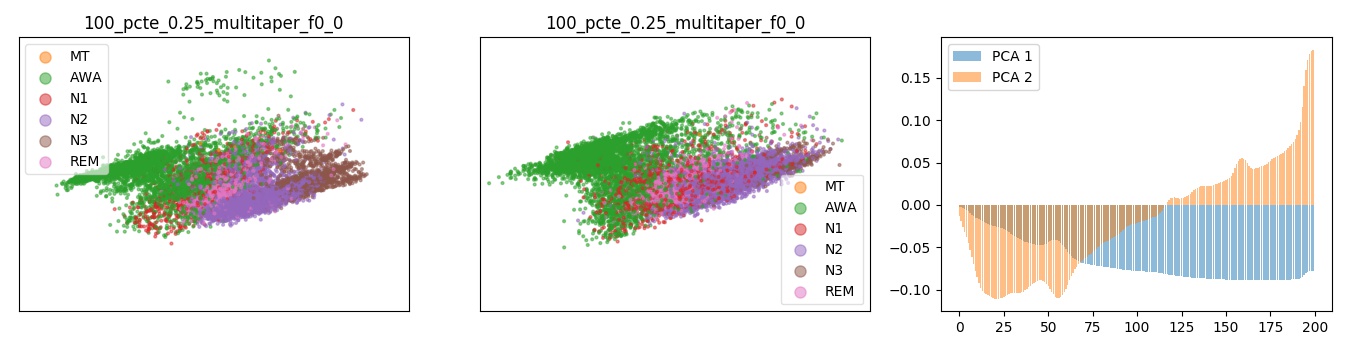 100_pcte_0.25_multitaper_f0_0
MT
AWA
N1
N2
N3
REM
100_pcte_0.25_multitaper_f0_0
MT
AWA
N1
N2
N3
REM
PCA 1
PCA 2
0.15
0.10
0.05
0.00
−0.05
−0.10
0 25 50 75 100 125 150 175 200